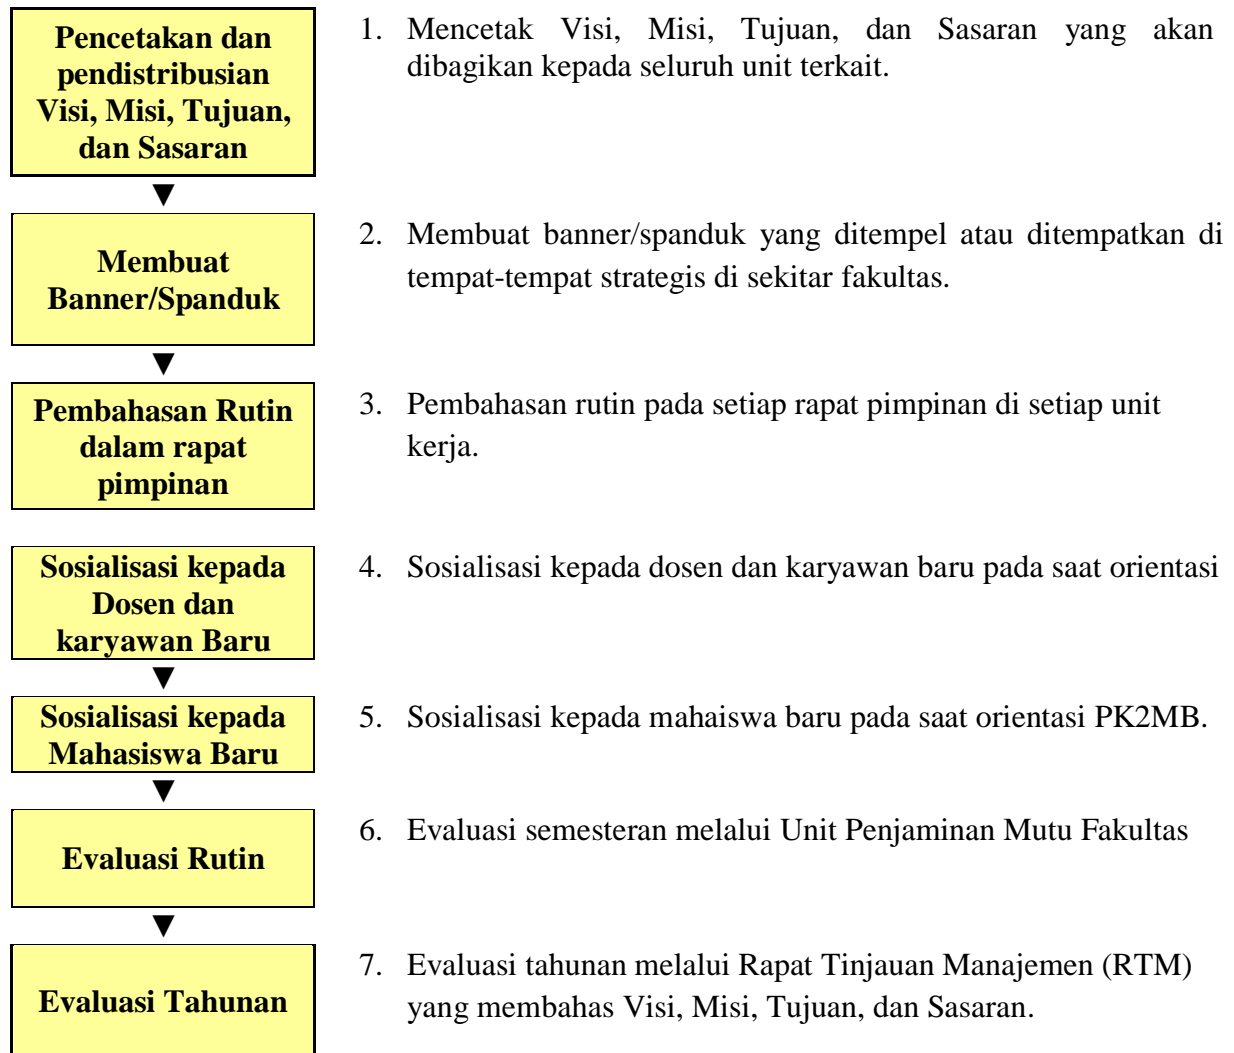 Pencetakan dan
pendistribusian
Visi, Misi, Tujuan,
dan Sasaran
1. Mencetak Visi, Misi, Tujuan, dan Sasaran yang akan
dibagikan kepada seluruh unit terkait.
Membuat
Banner/Spanduk
2. Membuat banner/spanduk yang ditempel atau ditempatkan di
tempat-tempat strategis di sekitar fakultas.
Pembahasan Rutin
dalam rapat
pimpinan
3. Pembahasan rutin pada setiap rapat pimpinan di setiap unit
kerja.
Sosialisasi kepada
Dosen dan
karyawan Baru
4. Sosialisasi kepada dosen dan karyawan baru pada saat orientasi
Sosialisasi kepada
Mahasiswa Baru
5. Sosialisasi kepada mahaiswa baru pada saat orientasi PK2MB.
Evaluasi Rutin
6. Evaluasi semesteran melalui Unit Penjaminan Mutu Fakultas
Evaluasi Tahunan
7. Evaluasi tahunan melalui Rapat Tinjauan Manajemen (RTM)
yang membahas Visi, Misi, Tujuan, dan Sasaran.